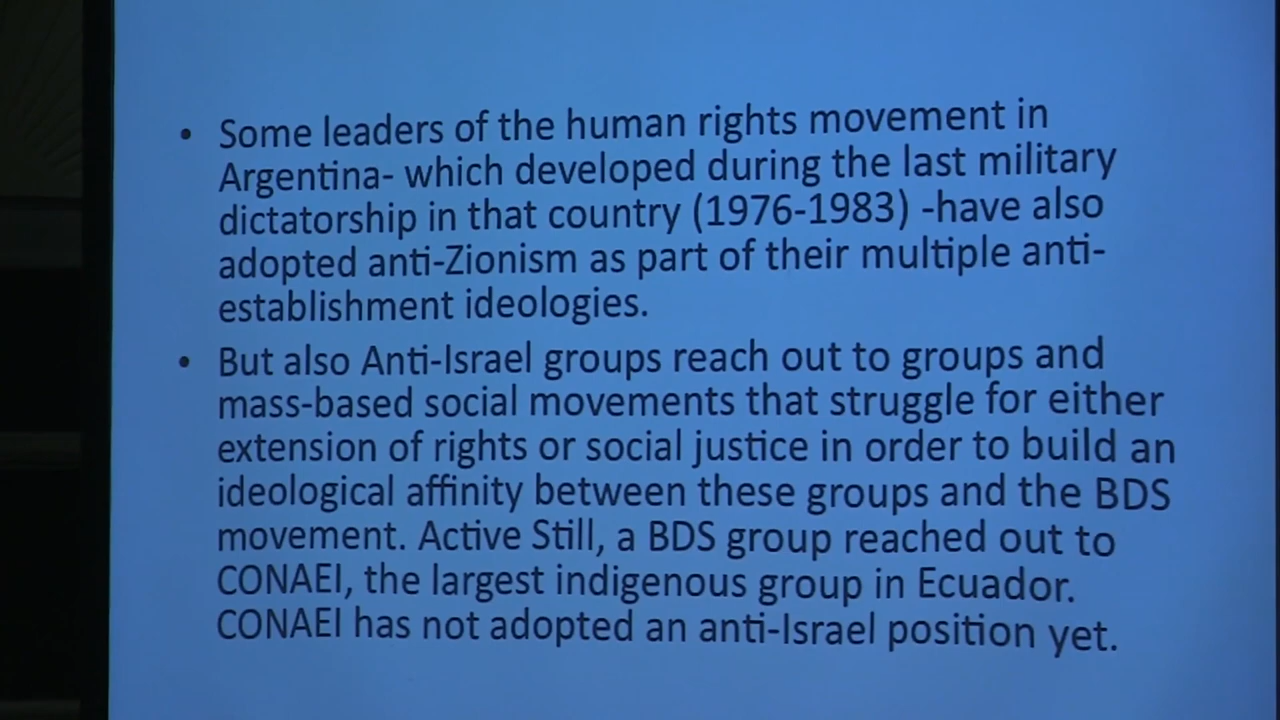 • Some leaders of the human rights movement in
Argentina- which developed during the last military
dictatorship in that country (1976-1983) -have also
adopted anti-Zionism as part of their multiple anti-
establishment ideologies.
• But also Anti-Israel groups reach out to groups and
mass-based social movements that struggle for either
extension of rights or social justice in order to build an
ideological affinity between these groups and the BDS
movement. Active Still, a BDS group reached out to
CONAEI, the largest indigenous group in Ecuador.
CONAEI has not adopted an anti-Israel position yet.